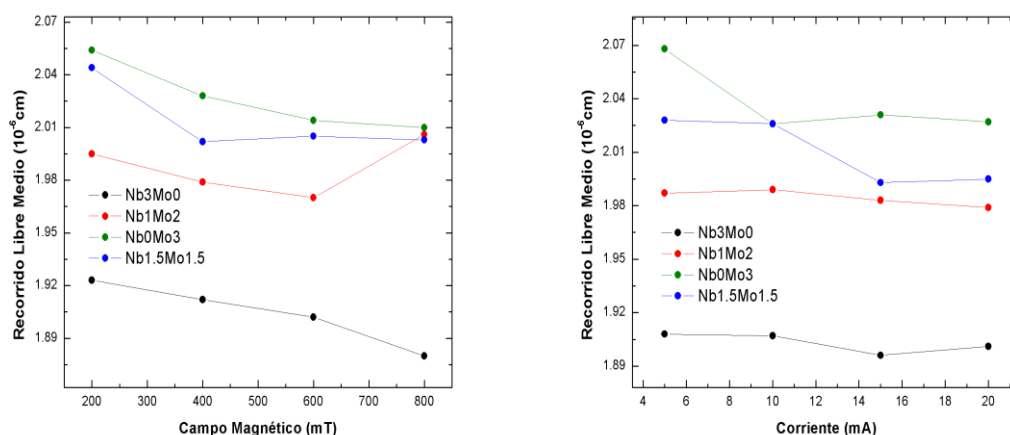 2.07
2.04
2.01
1.98
1.95
1.92
1.89
Recorrido Libre Medio (10⁻⁶cm)
Nb3Mo0
Nb1Mo2
Nb0Mo3
Nb1.5Mo1.5
200 300 400 500 600 700 800
Campo Magnético (mT)
2.07
2.04
2.01
1.98
1.95
1.92
1.89
Recorrido Libre Medio (10⁻⁶cm)
Nb3Mo0
Nb1Mo2
Nb0Mo3
Nb1.5Mo1.5
4 6 8 10 12 14 16 18 20
Corriente (mA)